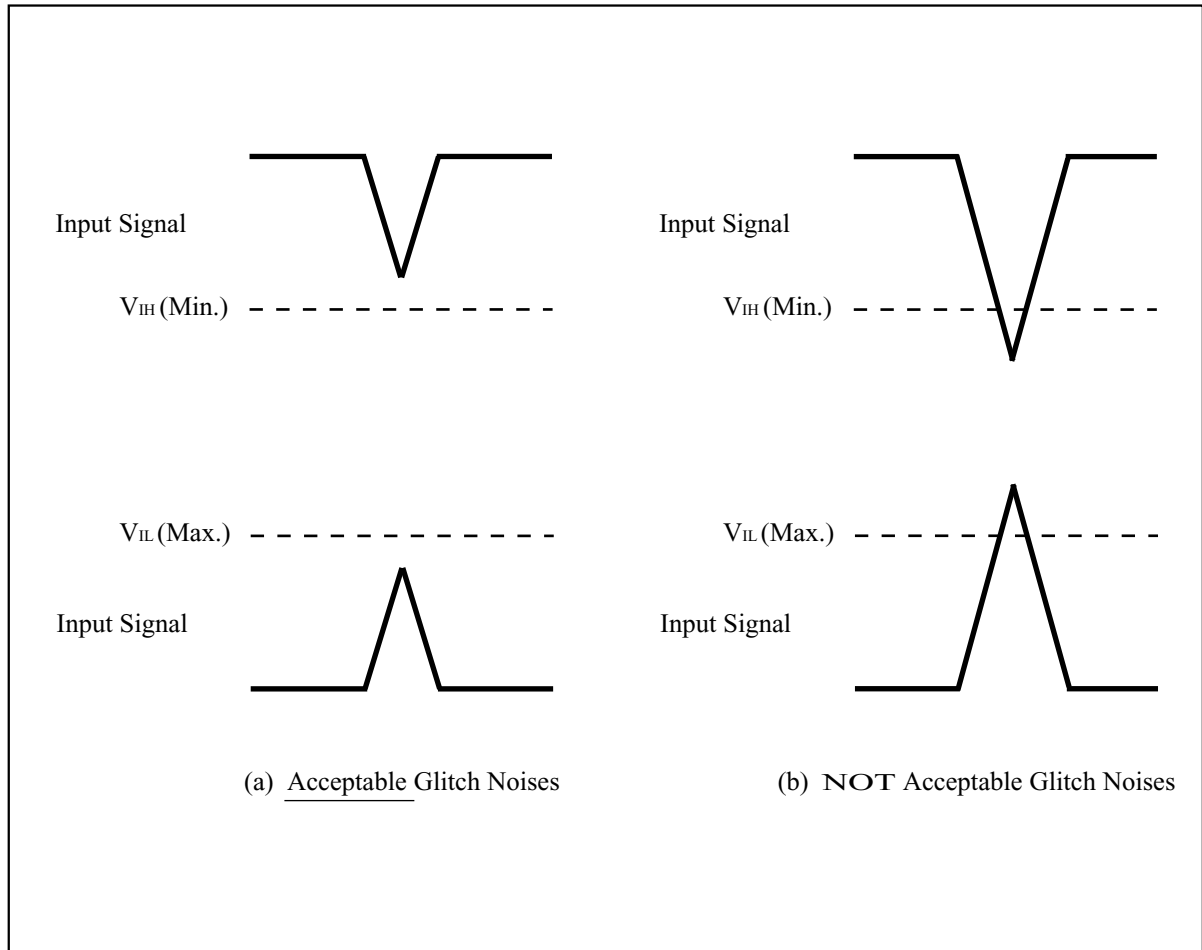 Input Signal
VIH (Min.)
VIL (Max.)
Input Signal
(a) Acceptable Glitch Noises
Input Signal
VIH (Min.)
VIL (Max.)
Input Signal
(b) NOT Acceptable Glitch Noises